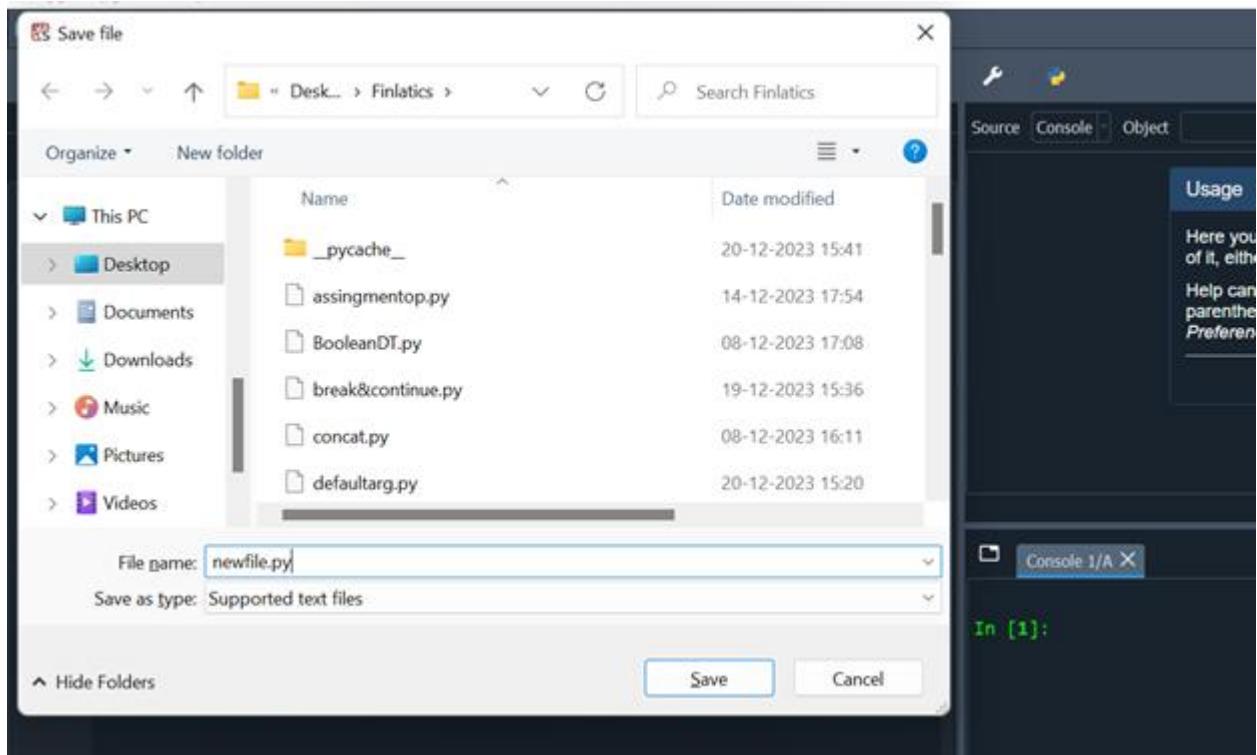 Save file
« Desk... > Finlatics >
Search Finlatics
Organize
New folder
Name
Date modified
This PC
Desktop
Documents
Downloads
Music
Pictures
Videos
__pycache__ 20-12-2023 15:41
assingmentop.py 14-12-2023 17:54
BooleanDT.py 08-12-2023 17:08
break&continue.py 19-12-2023 15:36
concat.py 08-12-2023 16:11
defaultarg.py 20-12-2023 15:20
File name: newfile.py
Save as type: Supported text files
Hide Folders
Save
Cancel
Source Console Object
Usage
Here you
of it, eithe
Help can
parenthe
Preferen
Console 1/A
In [1]: